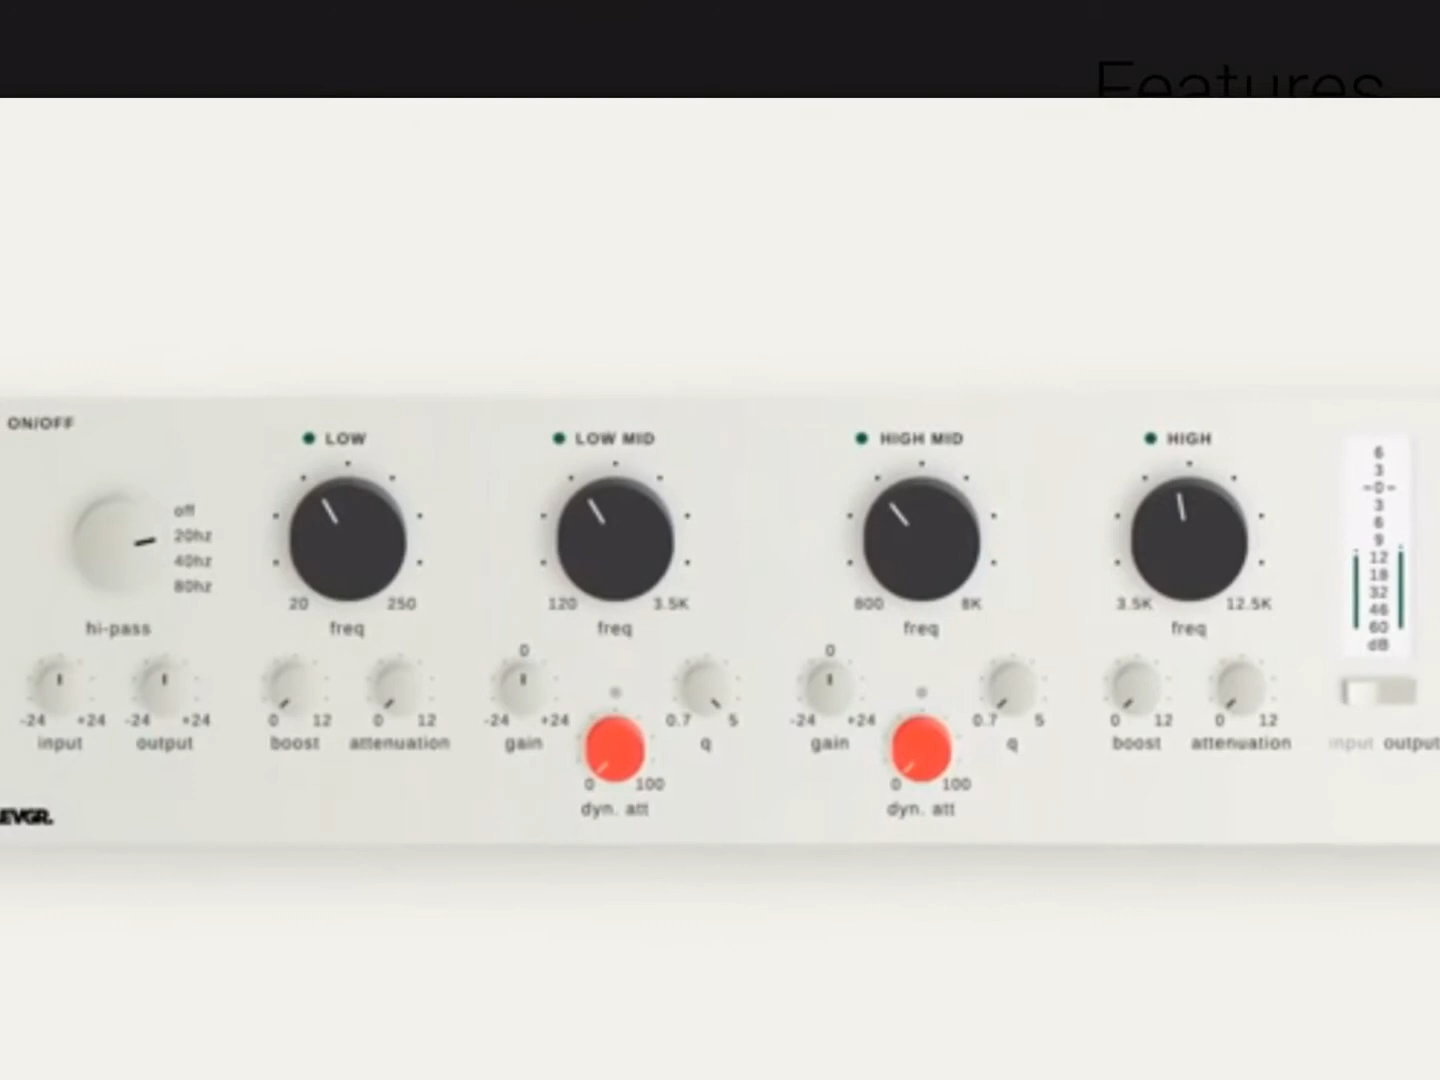 Features
ON/OFF
LOW
LOW MID
HIGH MID
HIGH
off
20hz
40hz
80hz
hi-pass
20 250
freq
120 3.5K
freq
800 8K
freq
3.5K 12.5K
freq
6
3
-0-
3
6
9
12
18
32
46
60
dB
-24 +24
input
-24 +24
output
0 12
boost
0 12
attenuation
0
-24 +24
gain
0 100
dyn. att
0.7 5
q
0
-24 +24
gain
0 100
dyn. att
0.7 5
q
0 12
boost
0 12
attenuation
input output